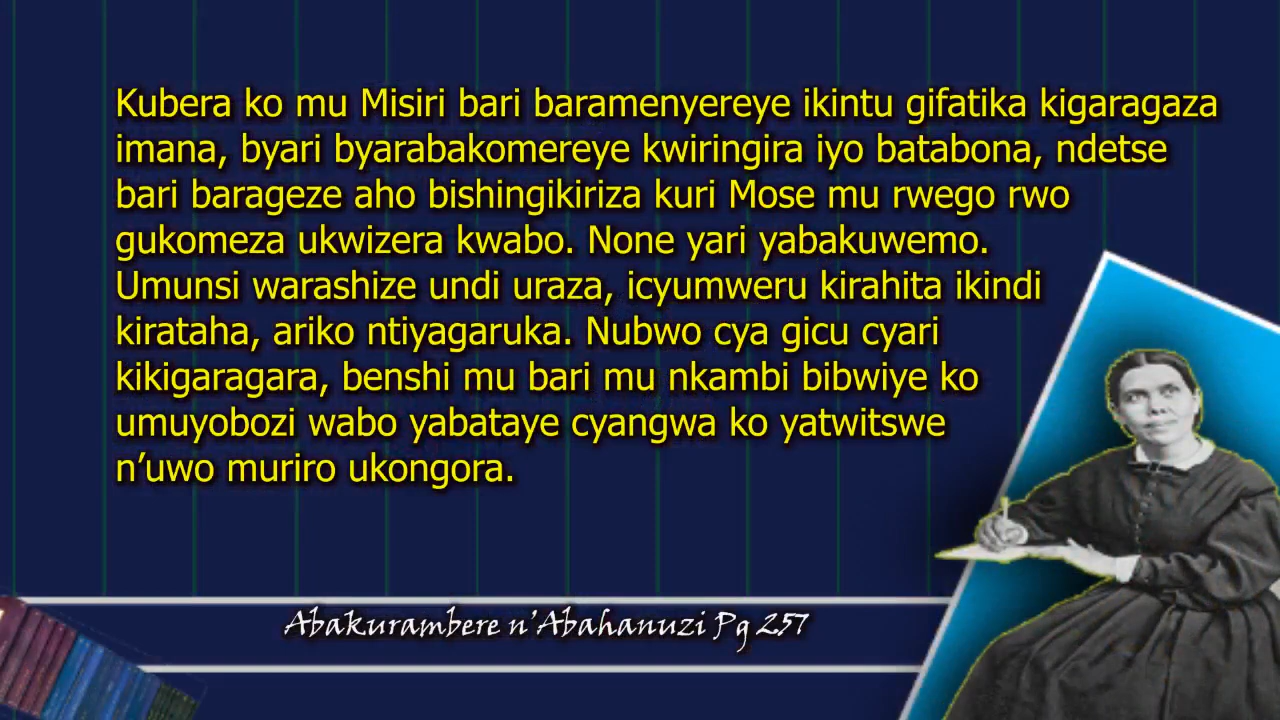 Kubera ko mu Misiri bari baramenyereye ikintu gifatika kigaragaza
imana, byari byarabakomereye kwiringira iyo batabona, ndetse
bari barageze aho bishingikiriza kuri Mose mu rwego rwo
gukomeza ukwizera kwabo. None yari yabakuwemo.
Umunsi warashize undi uraza, icyumweru kirahita ikindi
kirataha, ariko ntiyagaruka. Nubwo cya gicu cyari
kikigaragara, benshi mu bari mu nkambi bibwiye ko
umuyobozi wabo yabataye cyangwa ko yatwitswe
n’uwo muriro ukongora.
Abakurambere n’Abahanuzi Pg 257